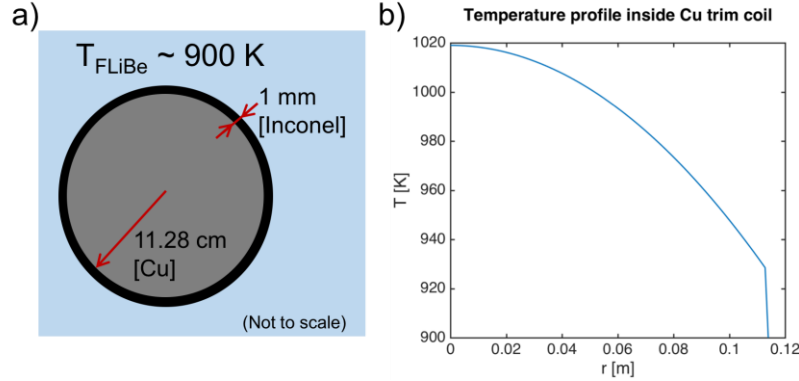 a)
T_FLiBe ~ 900 K
1 mm
[Inconel]
11.28 cm
[Cu]
(Not to scale)
b)
Temperature profile inside Cu trim coil
1020
1000
980
960
940
920
900
T [K]
0
0.02
0.04
0.06
0.08
0.1
0.12
r [m]